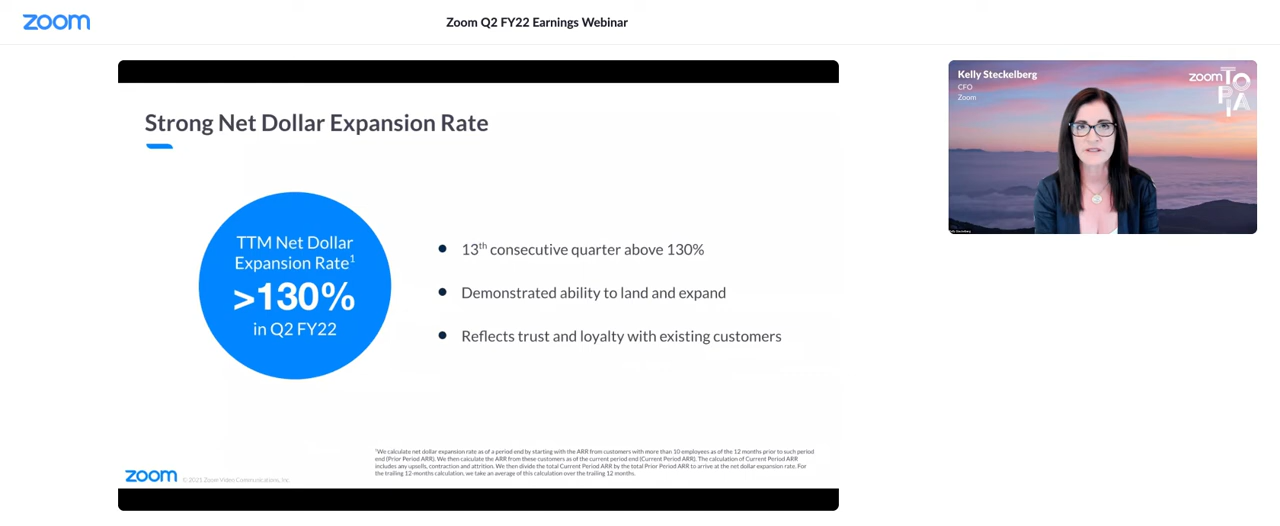 zoom
Zoom Q2 FY22 Earnings Webinar
Strong Net Dollar Expansion Rate
TTM Net Dollar
Expansion Rate¹
>130%
in Q2 FY22
13th consecutive quarter above 130%
Demonstrated ability to land and expand
Reflects trust and loyalty with existing customers
¹We calculate net dollar expansion rate as of a period end by starting with the ARR from customers with more than 10 employees as of the 12 months prior to such period
end (Prior Period ARR). We then calculate the ARR from these customers as of the current period end (Current Period ARR). The calculation of Current Period ARR
includes any upsells, contraction and attrition. We then divide the total Current Period ARR by the total Prior Period ARR to arrive at the net dollar expansion rate. For
the trailing 12-months calculation, we take an average of this calculation over the trailing 12 months.
zoom
© 2021 Zoom Video Communications, Inc.
Kelly Steckelberg
CFO
Zoom
zoomTOPIA
Kelly Steckelberg